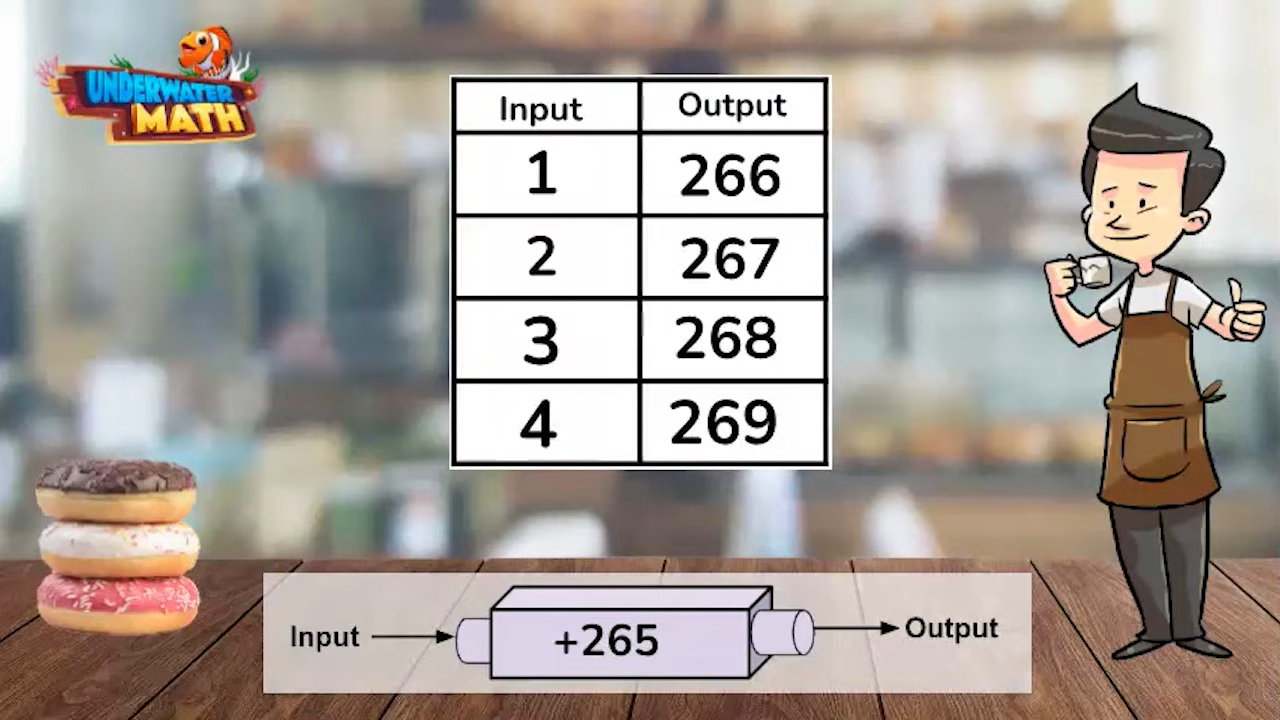 UNDERWATER
MATH
Input Output
1 266
2 267
3 268
4 269
Input +265 Output